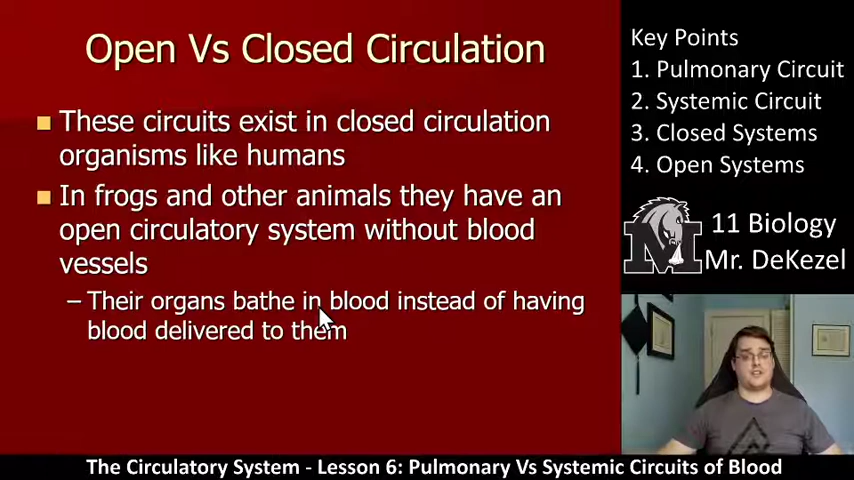 Open Vs Closed Circulation
■ These circuits exist in closed circulation
organisms like humans
■ In frogs and other animals they have an
open circulatory system without blood
vessels
– Their organs bathe in blood instead of having
blood delivered to them
Key Points
1. Pulmonary Circuit
2. Systemic Circuit
3. Closed Systems
4. Open Systems
M
11 Biology
Mr. DeKezel
The Circulatory System - Lesson 6: Pulmonary Vs Systemic Circuits of Blood